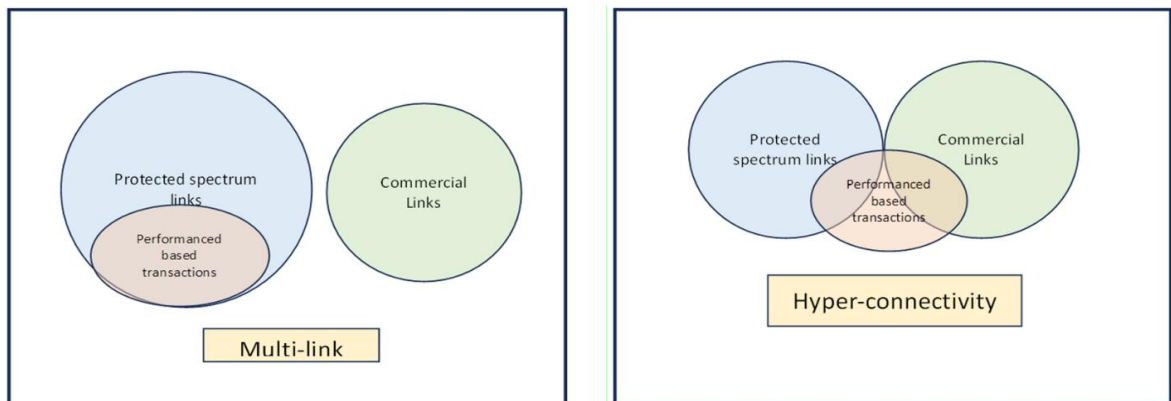 Protected spectrum
links
Performanced
based
transactions
Commercial
Links
Multi-link
Protected
spectrum links
Commercial
Links
Performanced
based
transactions
Hyper-connectivity